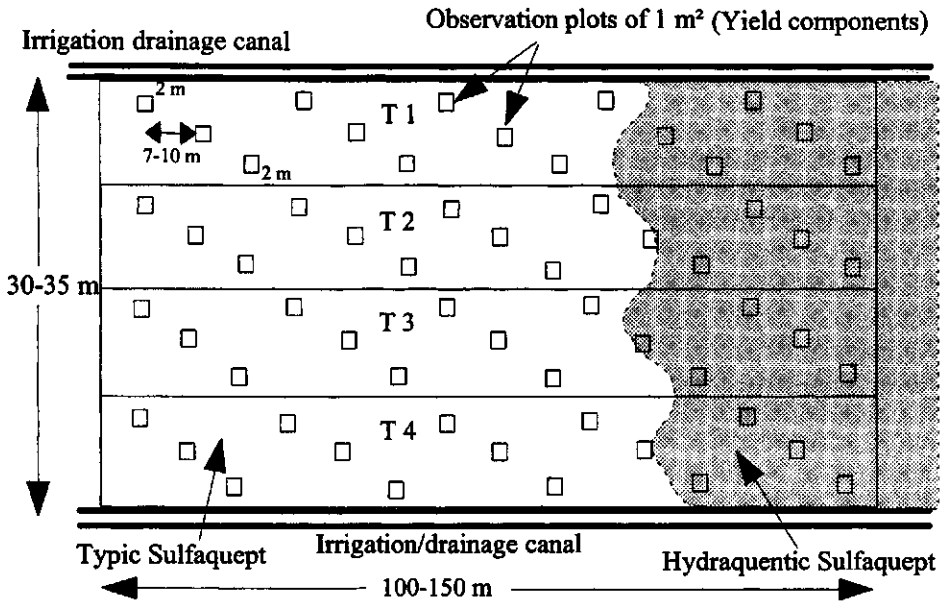 Observation plots of 1 m² (Yield components)
Irrigation drainage canal
2 m
T 1
7-10 m
2 m
T 2
30-35 m
T 3
T 4
Typic Sulfaquept
Irrigation/drainage canal
Hydraquentic Sulfaquept
100-150 m